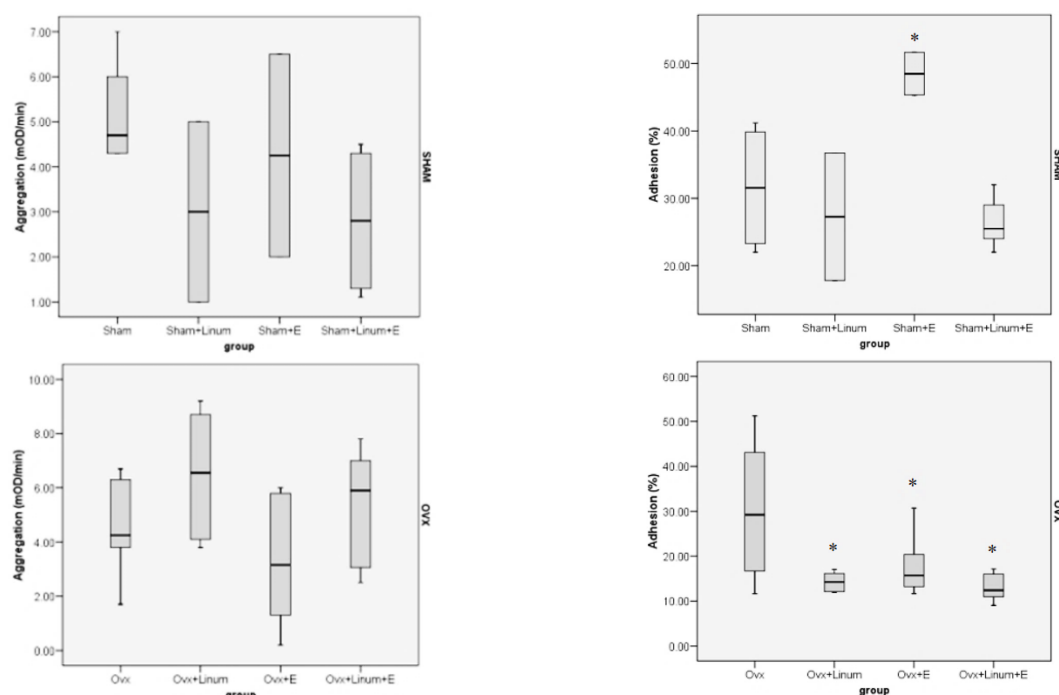 7.00
6.00
5.00
4.00
3.00
2.00
1.00
Aggregation (mOD/min)
Sham
Sham+Linum
Sham+E
Sham+Linum+E
group
SHAM
50.00
40.00
30.00
20.00
Adhesion (%)
*
Sham
Sham+Linum
Sham+E
Sham+Linum+E
group
SHAM
10.00
8.00
6.00
4.00
2.00
0.00
Aggregation (mOD/min)
Ovx
Ovx+Linum
Ovx+E
Ovx+Linum+E
group
OVX
60.00
50.00
40.00
30.00
20.00
10.00
0.00
Adhesion (%)
*
*
*
Ovx
Ovx+Linum
Ovx+E
Ovx+Linum+E
group
OVX